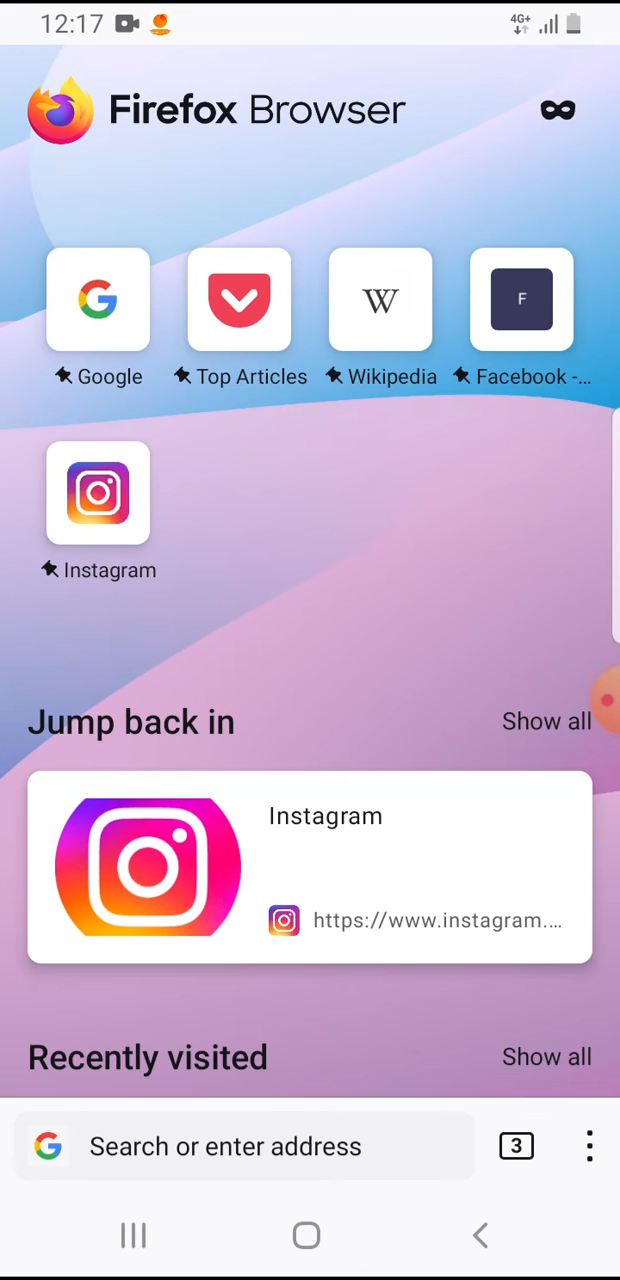 12:17
4G+
Firefox Browser
G
W
F
Google
Top Articles
Wikipedia
Facebook -...
Instagram
Jump back in
Show all
Instagram
https://www.instagram....
Recently visited
Show all
G
Search or enter address
3